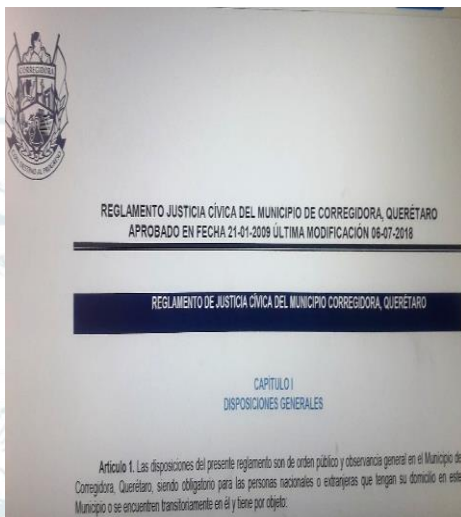 CORREGIDORA
REGLAMENTO JUSTICIA CÍVICA DEL MUNICIPIO DE CORREGIDORA, QUERÉTARO
APROBADO EN FECHA 21-01-2009 ÚLTIMA MODIFICACIÓN 06-07-2018
REGLAMENTO DE JUSTICIA CÍVICA DEL MUNICIPIO CORREGIDORA, QUERÉTARO
CAPÍTULO I
DISPOSICIONES GENERALES
Artículo 1. Las disposiciones del presente reglamento son de orden público y observancia general en el Municipio de
Corregidora, Querétaro, siendo obligatorio para las personas nacionales o extranjeras que tengan su domicilio en este
Municipio o se encuentren transitoriamente en él y tiene por objeto: